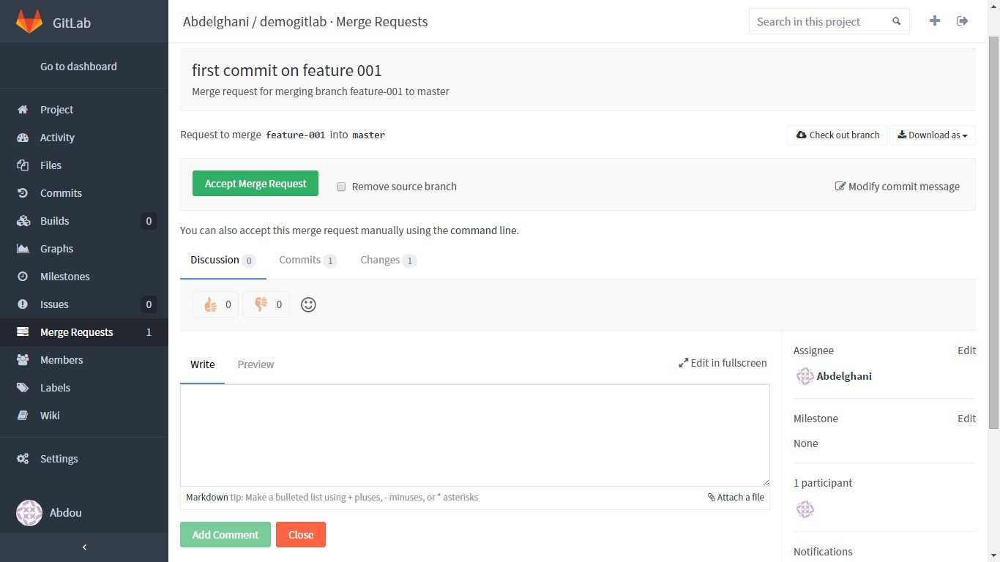 GitLab
Abdelghani / demogitlab · Merge Requests
Search in this project
Go to dashboard
Project
Activity
Files
Commits
Builds 0
Graphs
Milestones
Issues 0
Merge Requests 1
Members
Labels
Wiki
Settings
Abdou
first commit on feature 001
Merge request for merging branch feature-001 to master
Request to merge feature-001 into master
Check out branch
Download as
Accept Merge Request
Remove source branch
Modify commit message
You can also accept this merge request manually using the command line.
Discussion 0
Commits 1
Changes 1
0
0
Write
Preview
Edit in fullscreen
Markdown tip: Make a bulleted list using + pluses, - minuses, or * asterisks
Attach a file
Add Comment
Close
Assignee
Edit
Abdelghani
Milestone
Edit
None
1 participant
Notifications